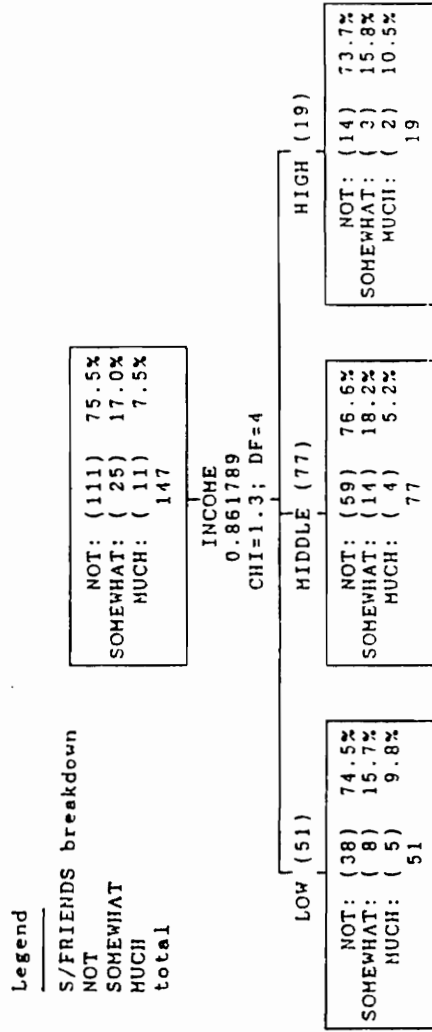 Legend
S/FRIENDS breakdown
NOT
SOMEWHAT
MUCH
total
NOT: (111) 75.5%
SOMEWHAT: ( 25) 17.0%
MUCH: ( 11) 7.5%
147
INCOME
0.861789
CHI=1.3; DF=4
LOW (51)
NOT: (38) 74.5%
SOMEWHAT: ( 8) 15.7%
MUCH: ( 5) 9.8%
51
MIDDLE (77)
NOT: (59) 76.6%
SOMEWHAT: (14) 18.2%
MUCH: ( 4) 5.2%
77
HIGH (19)
NOT: (14) 73.7%
SOMEWHAT: ( 3) 15.8%
MUCH: ( 2) 10.5%
19